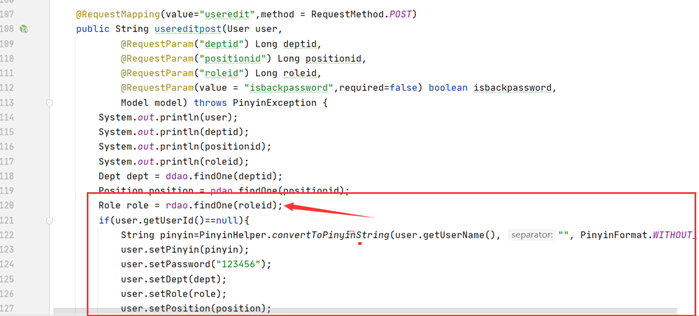 107 @RequestMapping(value="useredit",method = RequestMethod.POST)
108 public String usereditpost(User user,
109 @RequestParam("deptid") Long deptid,
110 @RequestParam("positionid") Long positionid,
111 @RequestParam("roleid") Long roleid,
112 @RequestParam(value = "isbackpassword",required=false) boolean isbackpassword,
113 Model model) throws PinyinException {
114 System.out.println(user);
115 System.out.println(deptid);
116 System.out.println(positionid);
117 System.out.println(roleid);
118 Dept dept = ddao.findOne(deptid);
119 Position position = pdao.findOne(positionid);
120 Role role = rdao.findOne(roleid);
121 if(user.getUserId()==null){
122 String pinyin=PinyinHelper.convertToPinyinString(user.getUserName(), separator: "", PinyinFormat.WITHOUT_
123 user.setPinyin(pinyin);
124 user.setPassword("123456");
125 user.setDept(dept);
126 user.setRole(role);
127 user.setPosition(position);